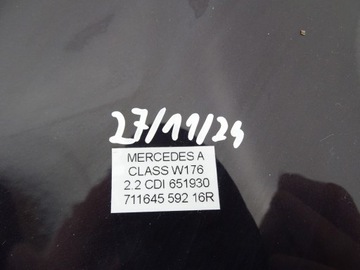 27/11/24
MERCEDES A
CLASS W176
2.2 CDI 651930
711645 592 16R